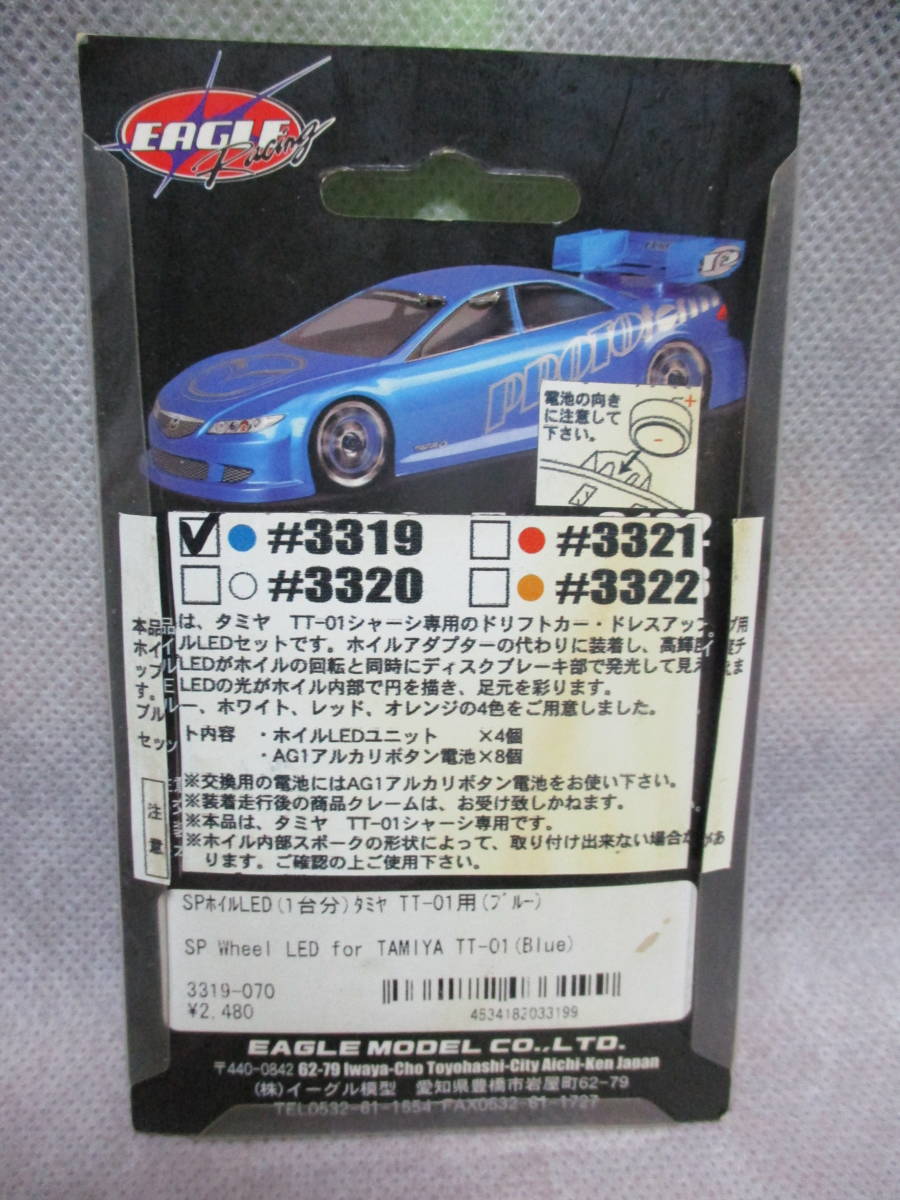 EAGLE
Racing
PROTOform
電池の向き
に注意して
下さい。
+
-
#3319
#3321
#3320
#3322
は、タミヤ TT-01シャーシ専用のドリフトカー・ドレスアップ
ルLEDセットです。ホイルアダプターの代わりに装着し、高輝度
LEDがホイルの回転と同時にディスクブレーキ部で発光して見え
LEDの光がホイル内部で円を描き、足元を彩ります。
ブルー、ホワイト、レッド、オレンジの4色をご用意しました。
セット内容 ・ホイルLEDユニット ×4個
・AG1アルカリボタン電池×8個
注意
※交換用の電池にはAG1アルカリボタン電池をお使い下さい。
※装着走行後の商品クレームは、お受け致しかねます。
※本品は、タミヤ TT-01シャーシ専用です。
※ホイル内部スポークの形状によって、取り付け出来ない場合が
ります。ご確認の上ご使用下さい。
SPホイルLED(1台分)タミヤ TT-01用(ブルー)
SP Wheel LED for TAMIYA TT-01(Blue)
3319-070
¥2,480
4534182033199
EAGLE MODEL CO.,LTD.
〒440-0842 62-79 Iwaya-Cho Toyohashi-City Aichi-Ken Japan
(株)イーグル模型 愛知県豊橋市岩屋町62-79
TEL0532-61-1654 FAX0532-61-1727